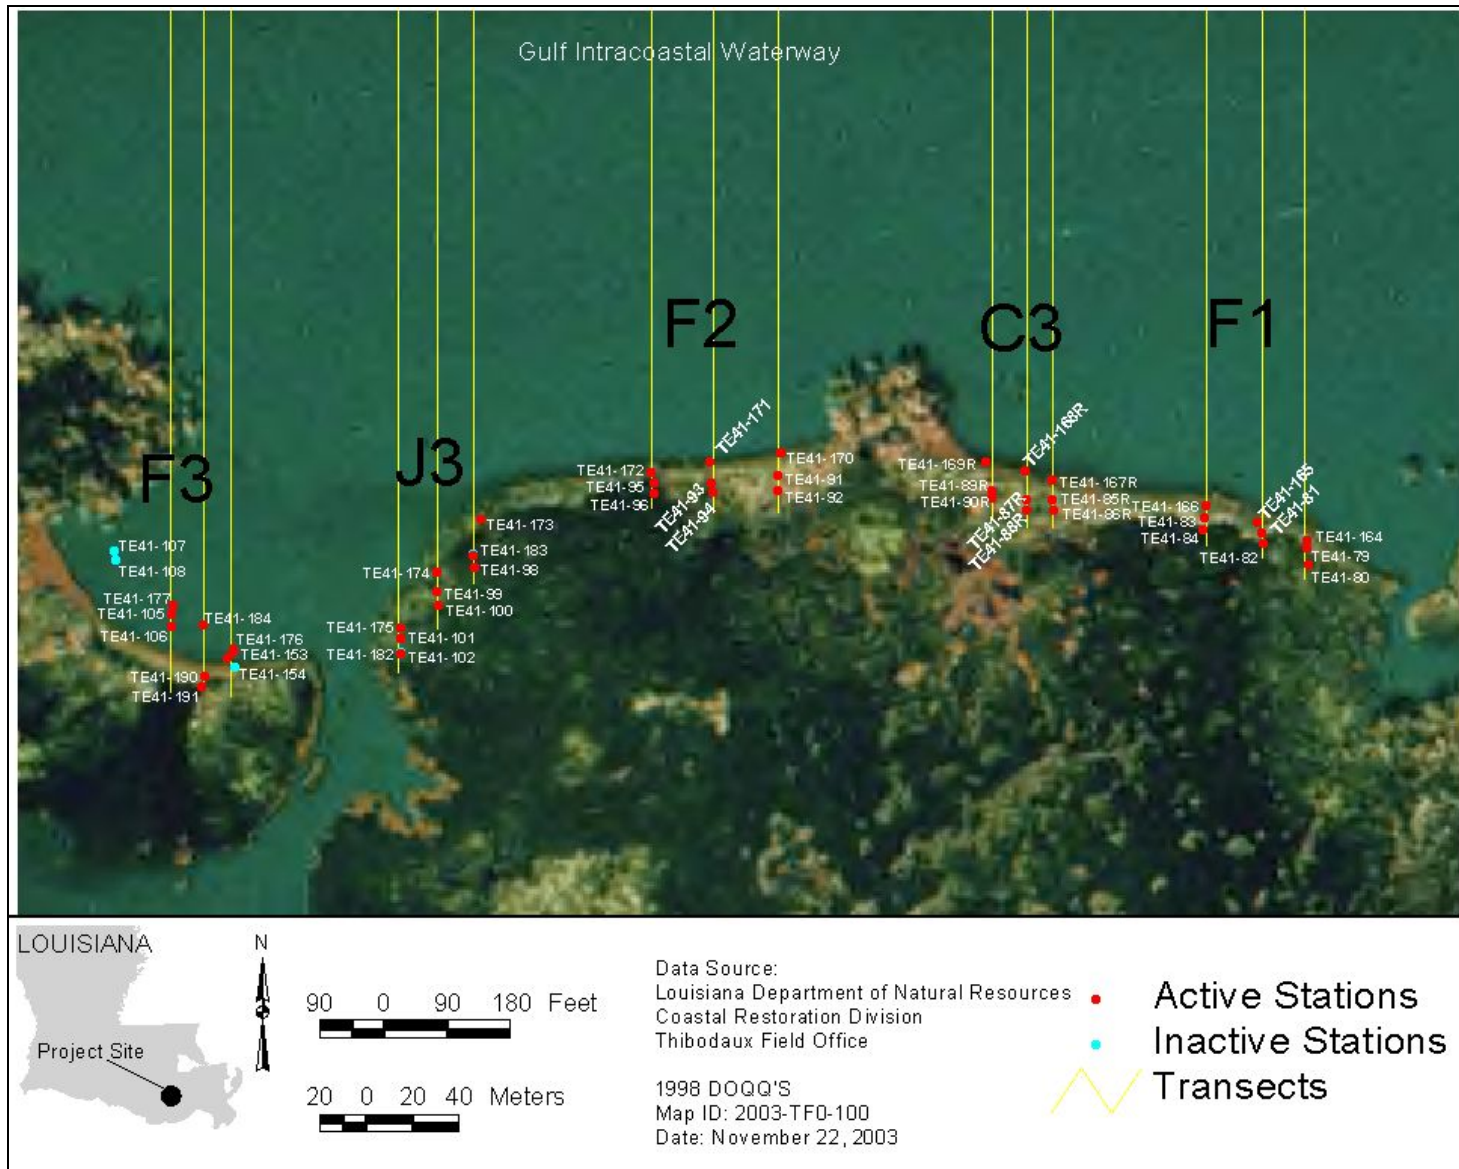 Gulf Intracoastal Waterway
F2
C3
F1
J3
F3
TE41-171
TE41-168R
TE41-170
TE41-172
TE41-169R
TE41-91
TE41-95
TE41-167R
TE41-89R
TE41-92
TE41-96
TE41-85R
TE41-90R
TE41-166
TE41-165
TE41-86R
TE41-81
TE41-93
TE41-94
TE41-87R
TE41-88R
TE41-83
TE41-84
TE41-173
TE41-164
TE41-82
TE41-79
TE41-107
TE41-183
TE41-108
TE41-98
TE41-174
TE41-80
TE41-99
TE41-177
TE41-105
TE41-100
TE41-184
TE41-106
TE41-175
TE41-176
TE41-101
TE41-153
TE41-182
TE41-102
TE41-154
TE41-190
TE41-191
LOUISIANA
Project Site
N
90 0 90 180 Feet
20 0 20 40 Meters
Data Source:
Louisiana Department of Natural Resources
Coastal Restoration Division
Thibodaux Field Office
1998 DOQQ'S
Map ID: 2003-TF0-100
Date: November 22, 2003
Active Stations
Inactive Stations
Transects